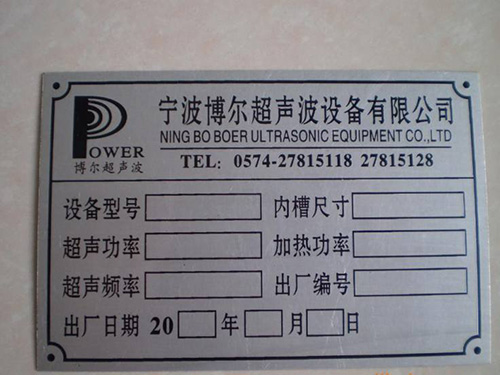 宁波博尔超声波设备有限公司
NING BO BOER ULTRASONIC EQUIPMENT CO.,LTD
POWER
博尔超声波
TEL: 0574-27815118 27815128
设备型号 内槽尺寸
超声功率 加热功率
超声频率 出厂编号
出厂日期 20 年 月 日